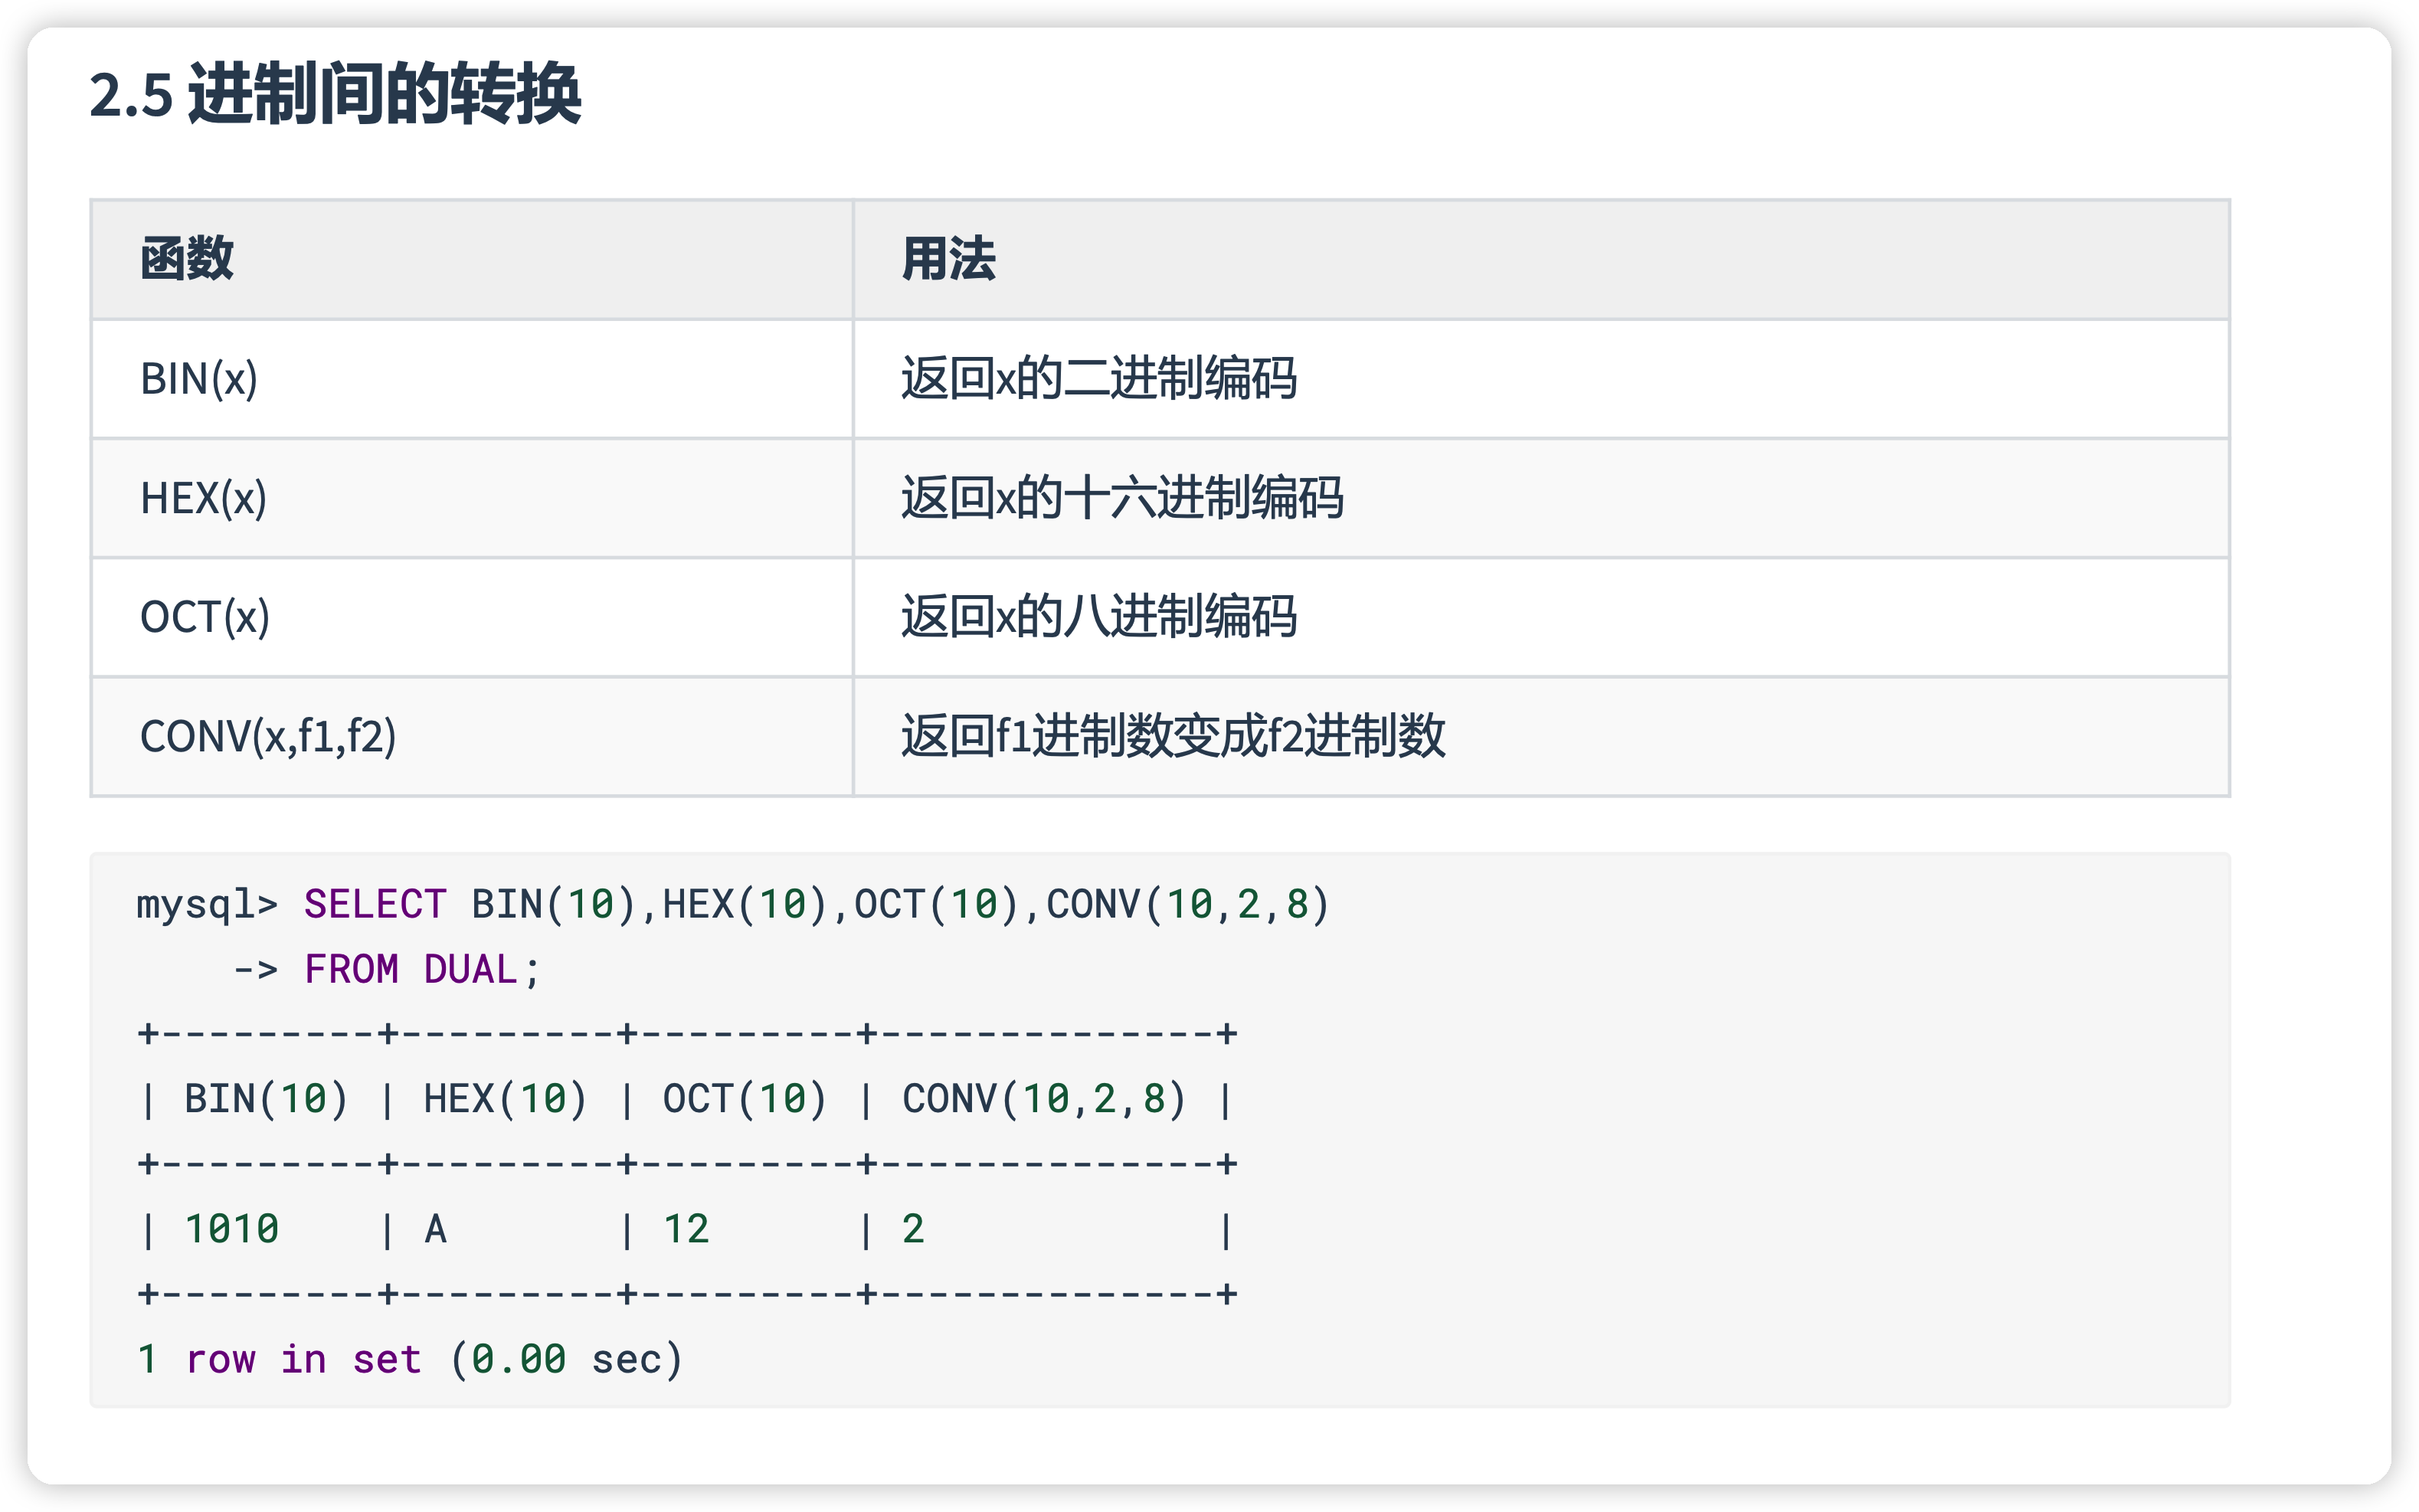 2.5 进制间的转换
函数 用法
BIN(x) 返回x的二进制编码
HEX(x) 返回x的十六进制编码
OCT(x) 返回x的八进制编码
CONV(x,f1,f2) 返回f1进制数变成f2进制数
mysql> SELECT BIN(10),HEX(10),OCT(10),CONV(10,2,8)
    -> FROM DUAL;
+---------+---------+---------+--------------+
| BIN(10) | HEX(10) | OCT(10) | CONV(10,2,8) |
+---------+---------+---------+--------------+
| 1010    | A       | 12      | 2            |
+---------+---------+---------+--------------+
1 row in set (0.00 sec)